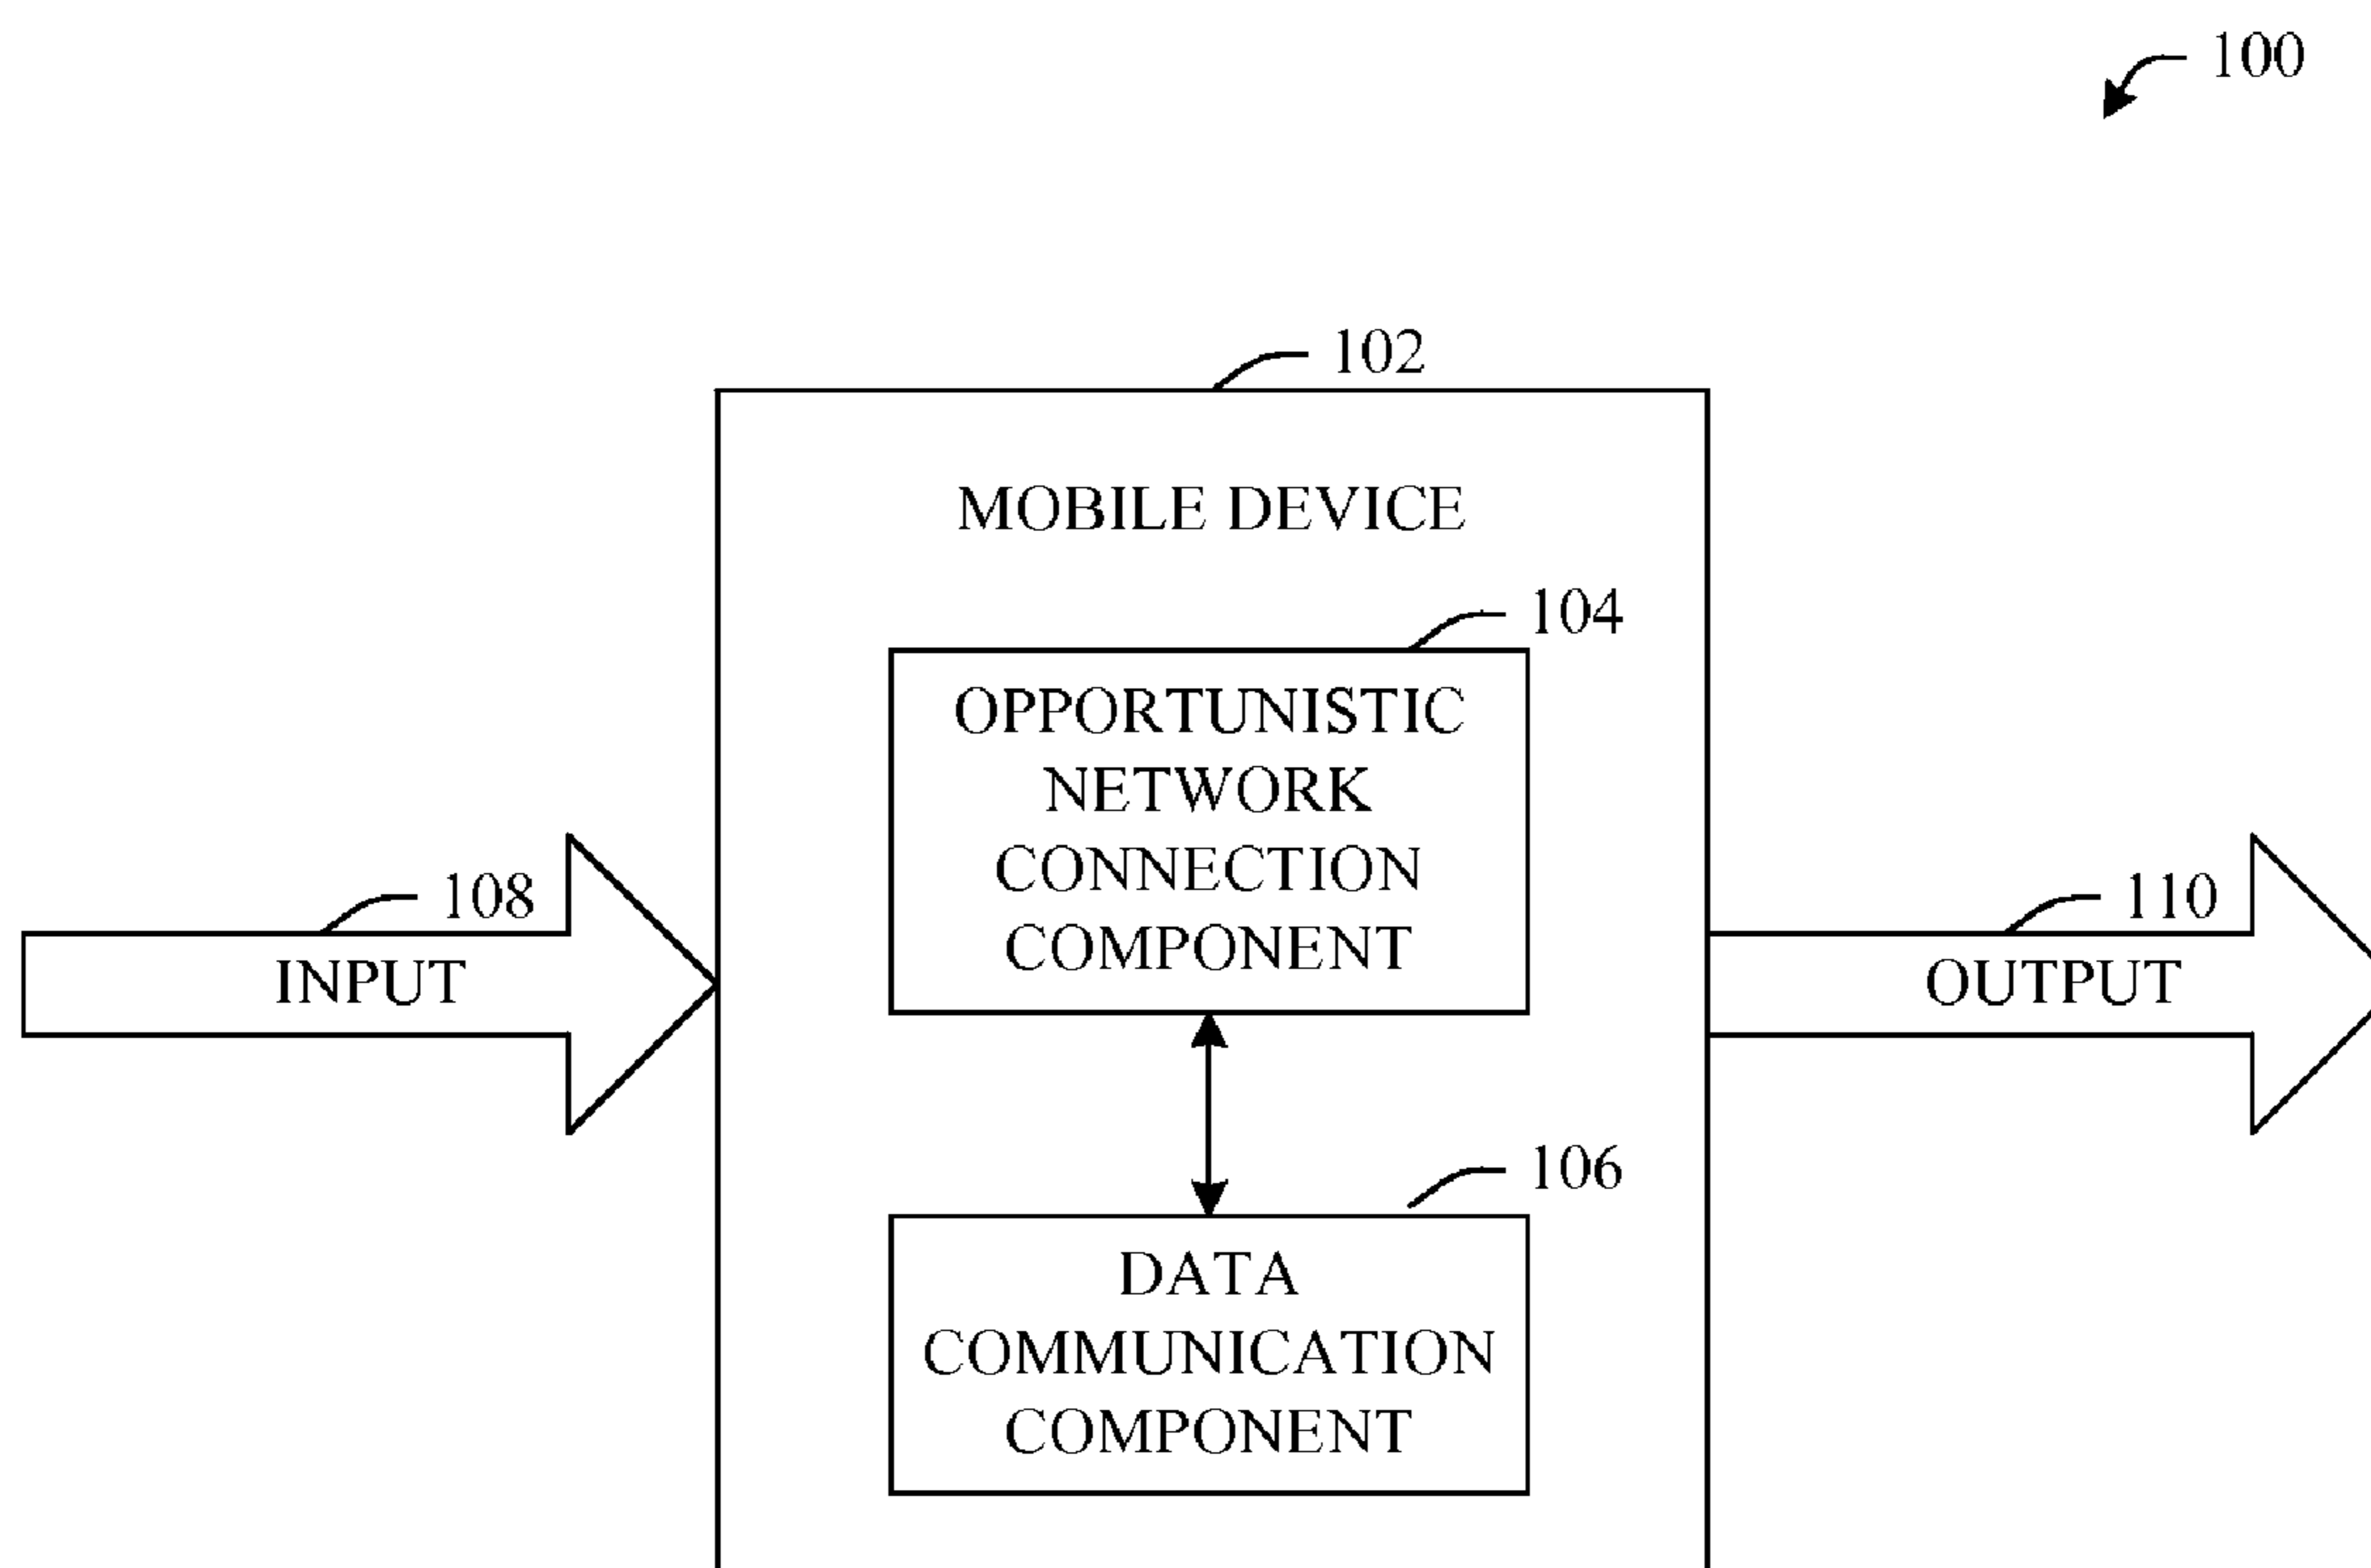 100
102
MOBILE DEVICE
104
OPPORTUNISTIC
NETWORK
CONNECTION
COMPONENT
108
INPUT
110
OUTPUT
106
DATA
COMMUNICATION
COMPONENT